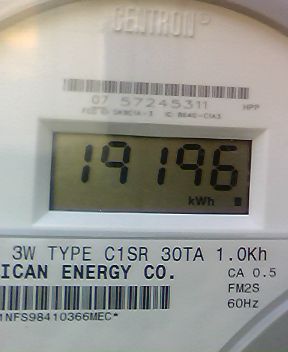 CENTRON®
07 57245311 HPP
19196
kWh
3W TYPE C1SR 30TA 1.0Kh
ICAN ENERGY CO. CA 0.5
FM2S
60Hz
1NFS98410366MEC*